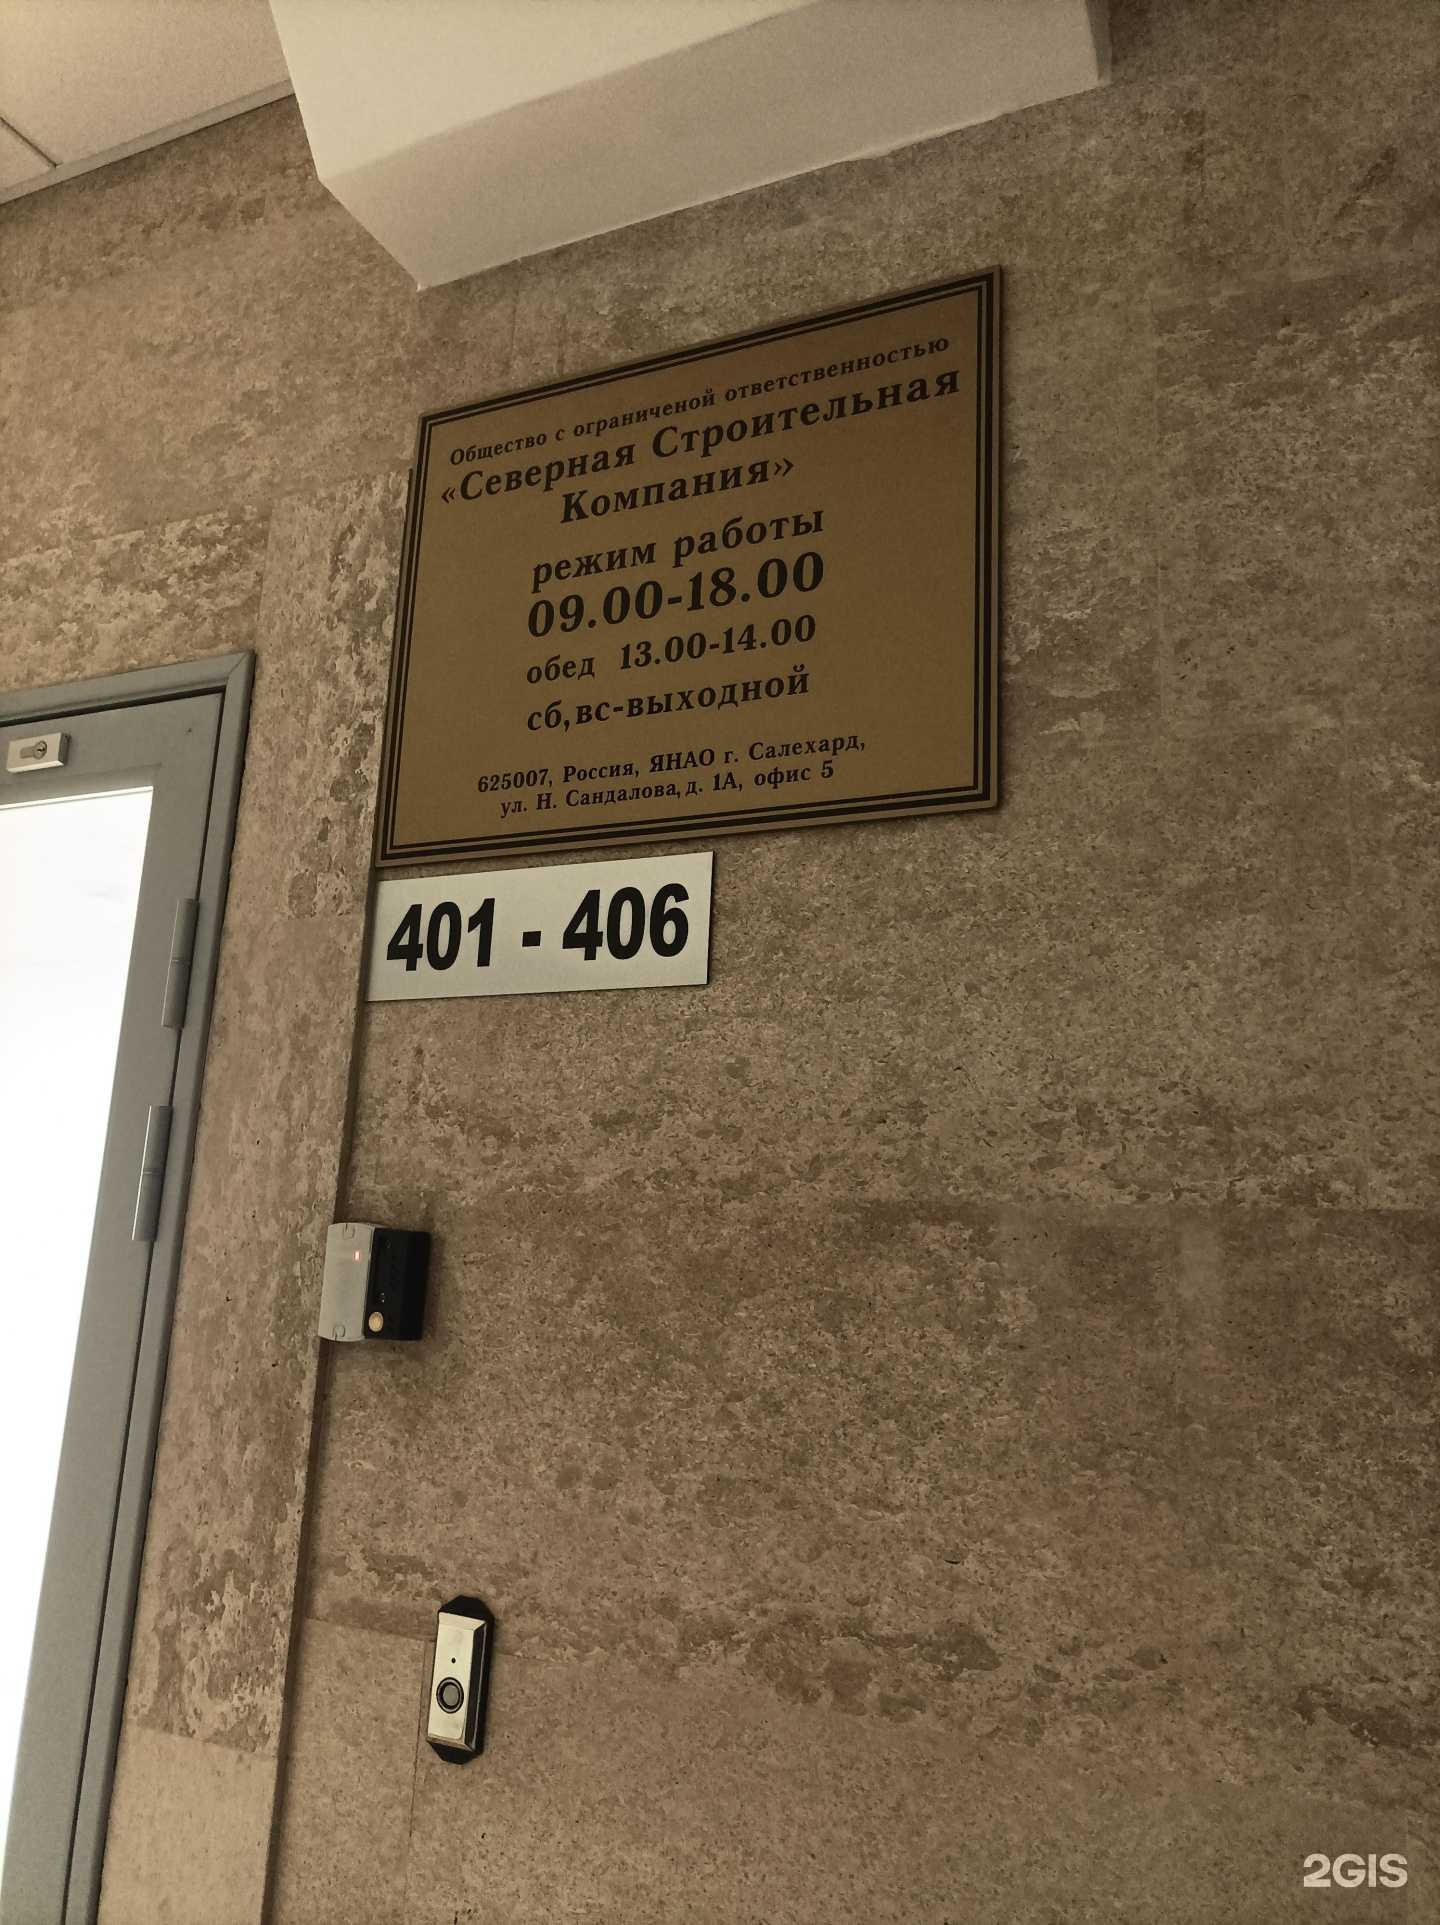 Общество с ограниченой ответственностью
«Северная Строительная
Компания»
режим работы
09.00-18.00
обед 13.00-14.00
сб,вс-выходной
625007, Россия, ЯНАО г. Салехард,
ул. Н. Сандалова, д. 1А, офис 5
401 - 406
2GIS